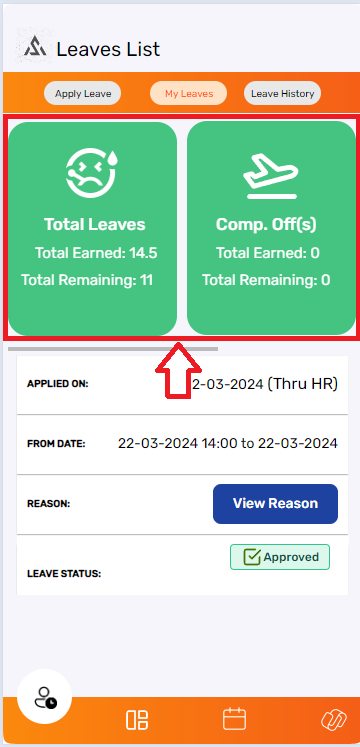 Leaves List
Apply Leave
My Leaves
Leave History
Total Leaves
Total Earned: 14.5
Total Remaining: 11
Comp. Off(s)
Total Earned: 0
Total Remaining: 0
APPLIED ON:
2-03-2024 (Thru HR)
FROM DATE:
22-03-2024 14:00 to 22-03-2024
REASON:
View Reason
Approved
LEAVE STATUS: